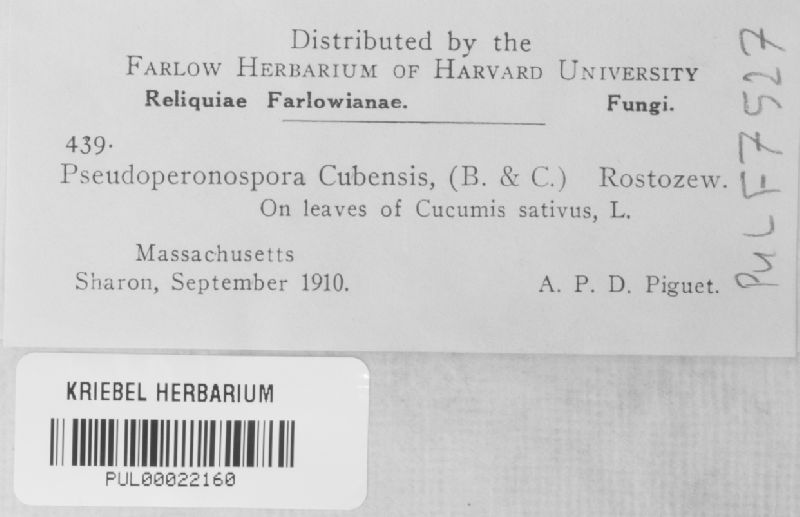 Distributed by the
FARLOW HERBARIUM OF HARVARD UNIVERSITY
Reliquiae Farlowianae. Fungi.
439.
Pseudoperonospora Cubensis, (B. & C.) Rostozew.
On leaves of Cucumis sativus, L.
Massachusetts
Sharon, September 1910. A. P. D. Piguet.
PUL F7527
KRIEBEL HERBARIUM
PUL00022160